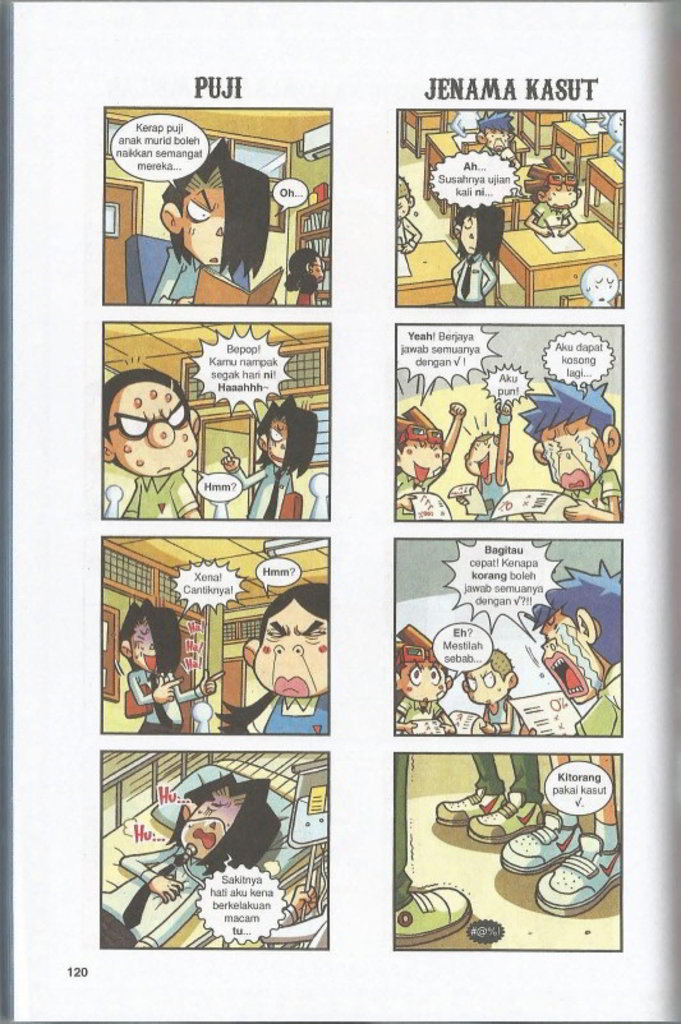 PUJI
Kerap puji
anak murid boleh
naikkan semangat
mereka...
Oh...
Bepop!
Kamu nampak
segak hari ni!
Haaahhh~
Hmm?
Xena!
Cantiknya!
Hmm?
Ha!
Ha!
Ha!
Hu...
Hu...
Sakitnya
hati aku kena
berkelakuan
macam
tu...
JENAMA KASUT
Ah...
Susahnya ujian
kali ni...
Yeah! Berjaya
jawab semuanya
dengan √ !
Aku
pun!
Aku dapat
kosong
lagi...
Bagitau
cepat! Kenapa
korang boleh
jawab semuanya
dengan √?!!
Eh?
Mestilah
sebab...
Kitorang
pakai kasut
√.
#@%!
120